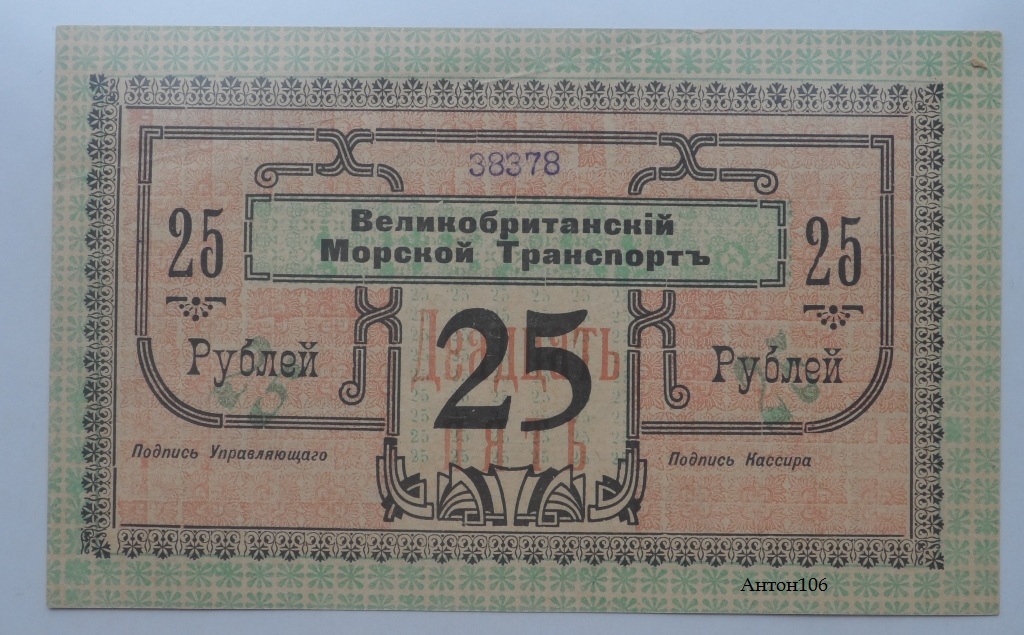 38378
Великобританскій
Морской Транспортъ
25
25
Двадцать
25
Рублей
Рублей
пять
Подпись Управляющаго
Подпись Кассира
Антон106